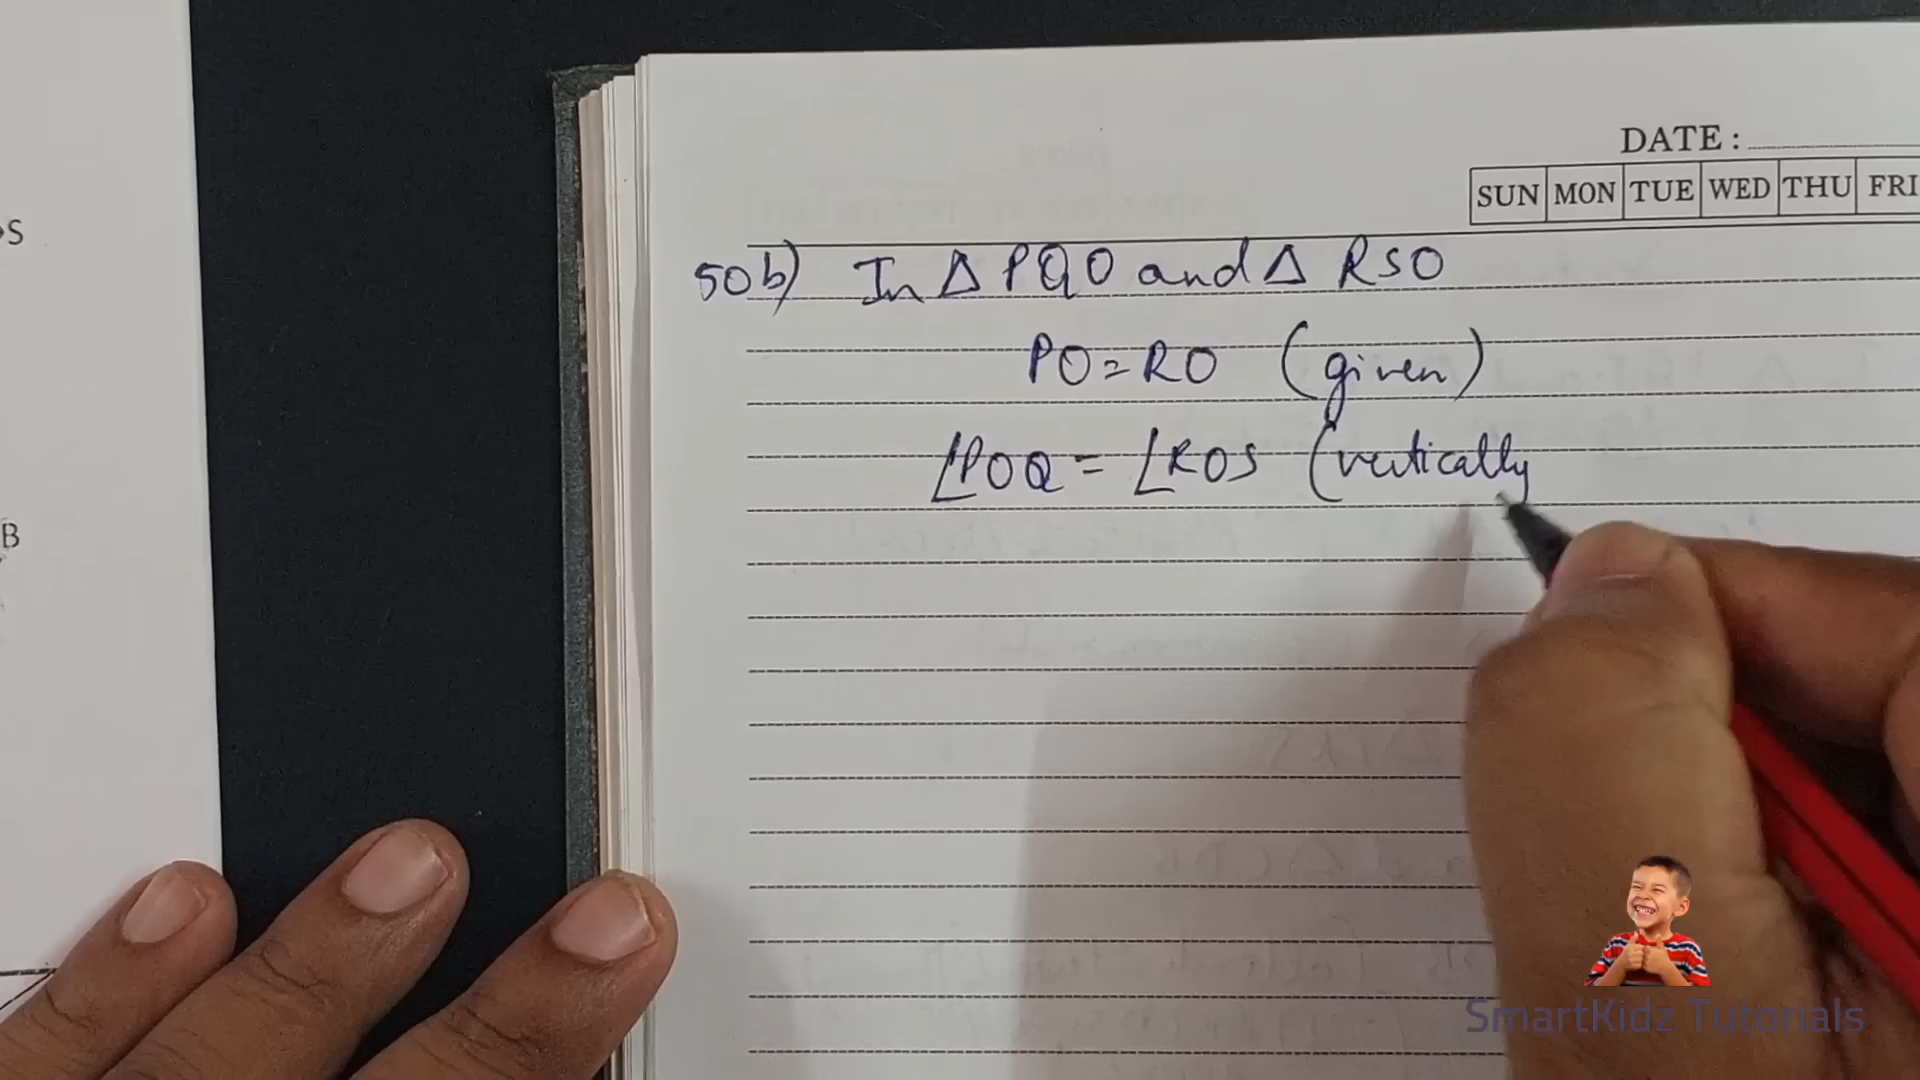 S
B
DATE :
SUN MON TUE WED THU FRI
50b) In Δ PQO and Δ RSO
PO = RO (given)
∠POQ = ∠ROS (vertically
SmartKidz Tutorials